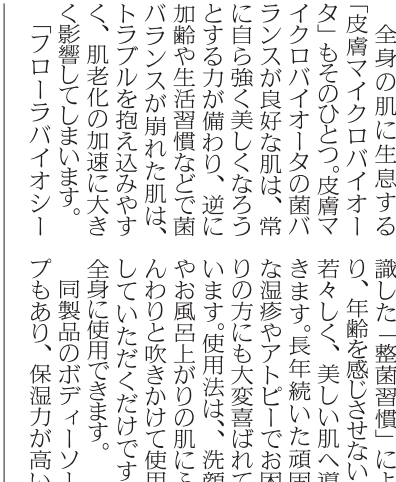 全身の肌に生息する
「皮膚マイクロバイオー
タ」もそのひとつ。皮膚マ
イクロバイオータの菌バ
ランスが良好な肌は、常
に自ら強く美しくなろう
とする力が備わり、逆に
加齢や生活習慣などで菌
バランスが崩れた肌は、
トラブルを抱え込みやす
く、肌老化の加速に大き
く影響してしまいます。
「フローラバイオシー
識した「整菌習慣」によ
り、年齢を感じさせない
若々しく、美しい肌へ導
きます。長年続いた頑固
な湿疹やアトピーでお困
りの方にも大変喜ばれて
います。使用法は、、洗顔
やお風呂上がりの肌にふ
んわりと吹きかけて使用
していただくだけです
全身に使用できます。
同製品のボディーソー
プもあり、保湿力が高い